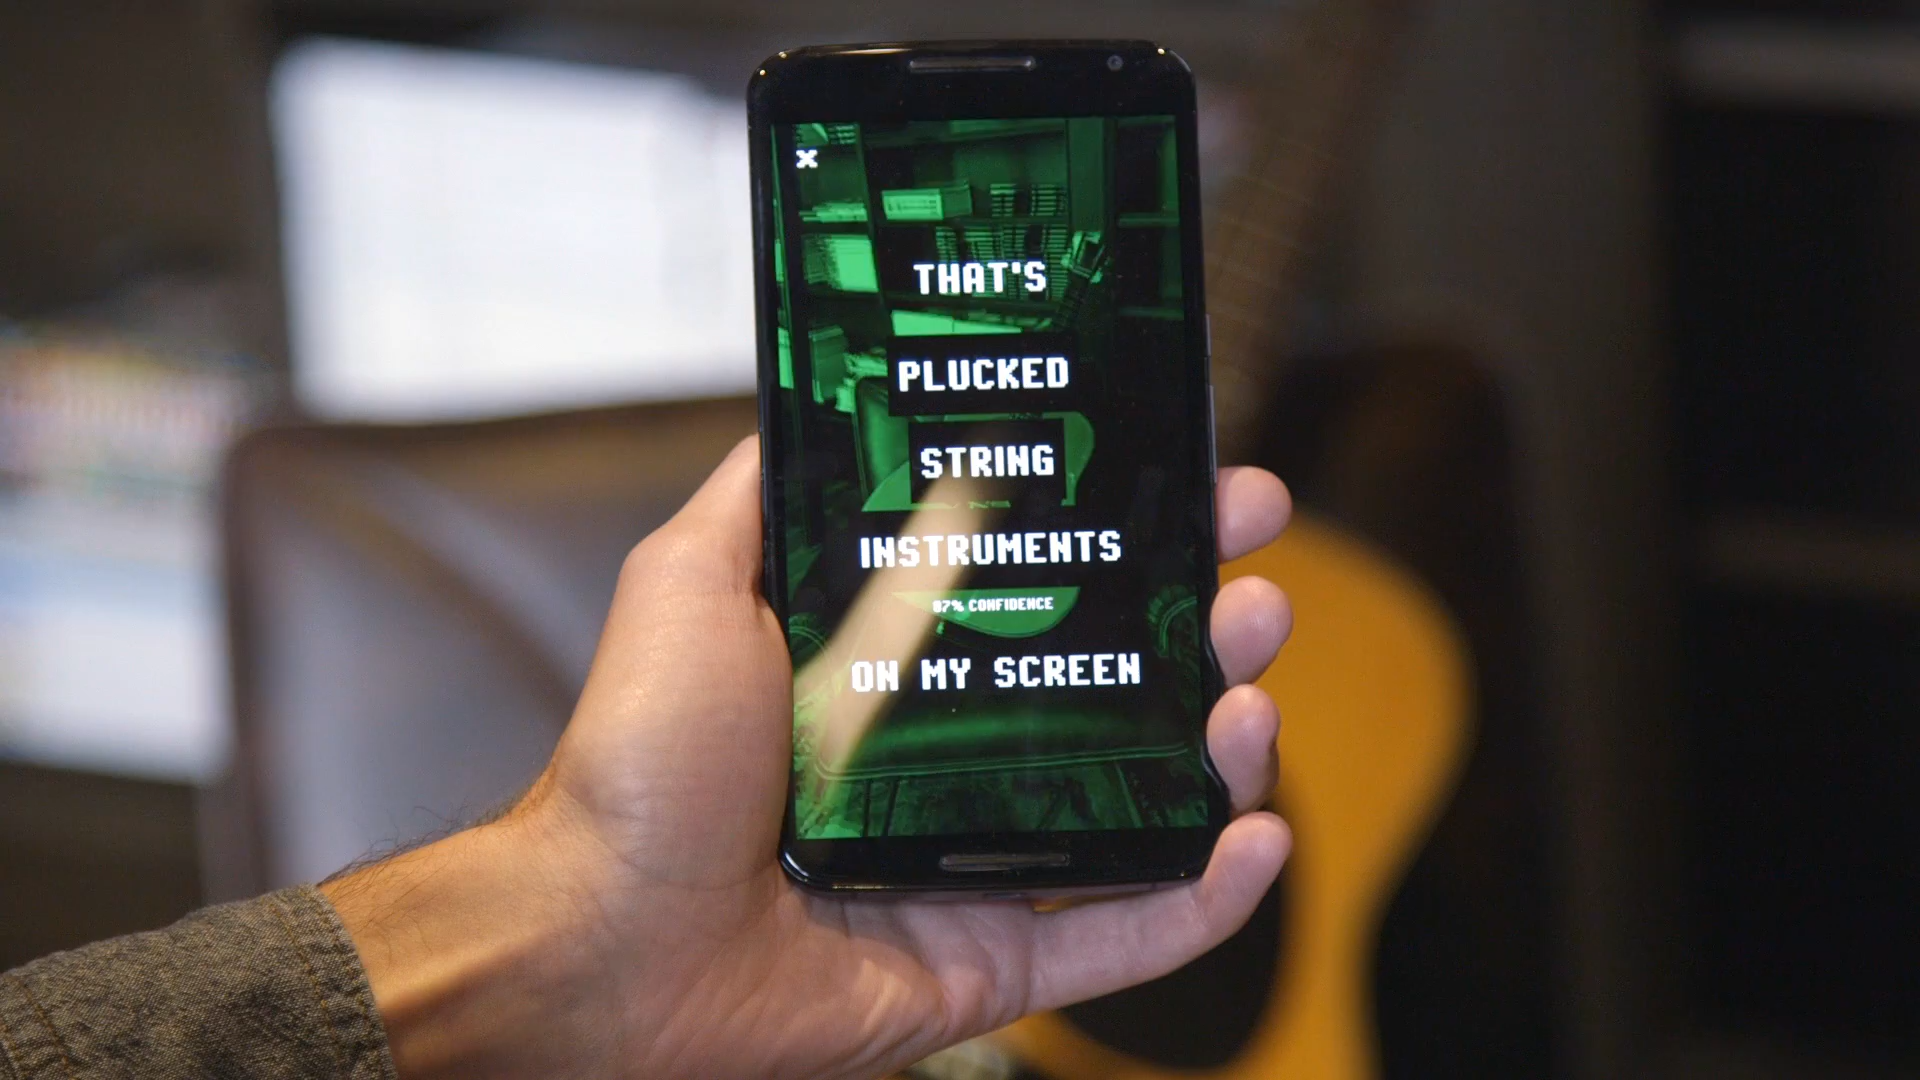 X
THAT'S
PLUCKED
STRING
INSTRUMENTS
87% CONFIDENCE
ON MY SCREEN